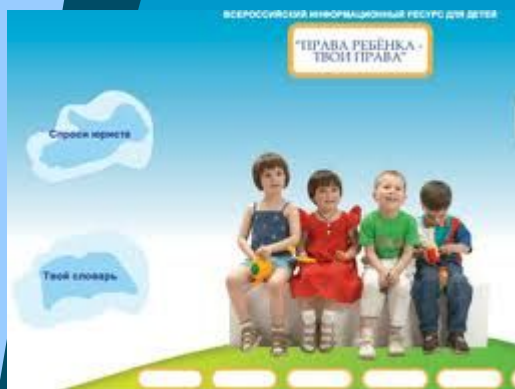 ВСЕРОССИЙСКИЙ ИНФОРМАЦИОННЫЙ РЕСУРС ДЛЯ ДЕТЕЙ
"ПРАВА РЕБЁНКА -
ТВОИ ПРАВА"
Спроси юриста
Твой словарь